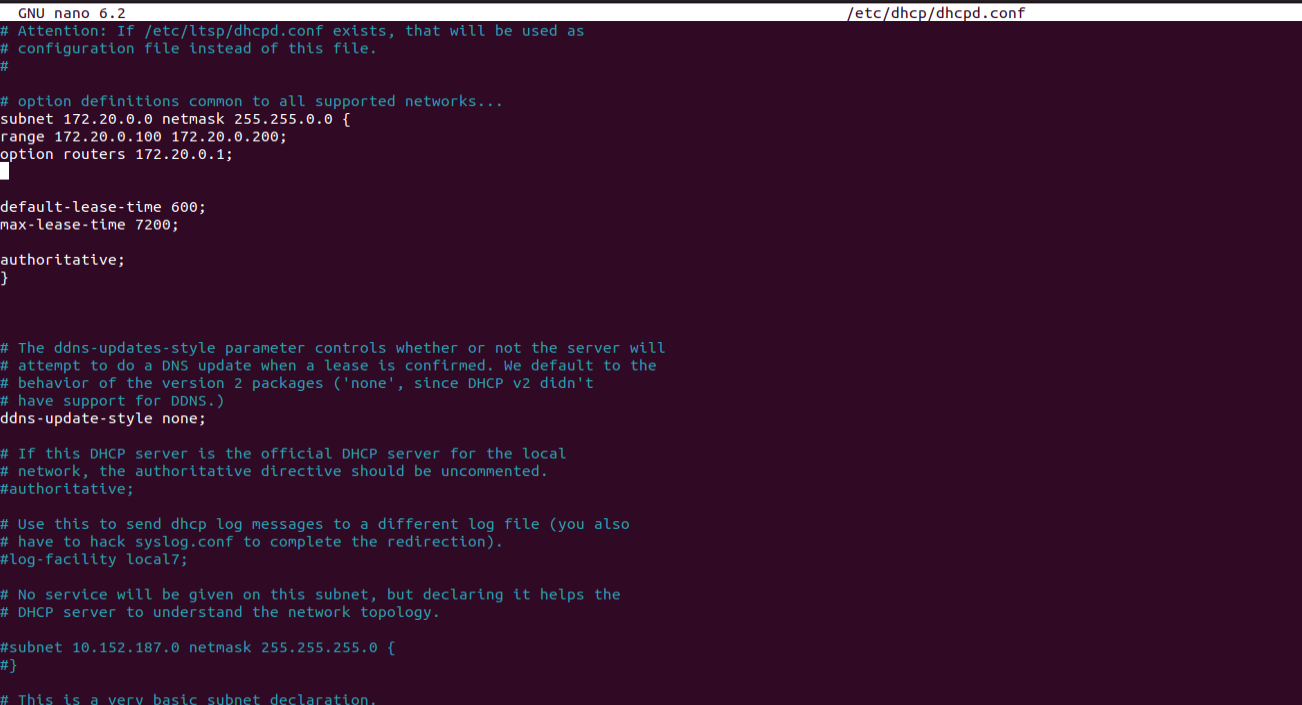 GNU nano 6.2 /etc/dhcp/dhcpd.conf
# Attention: If /etc/ltsp/dhcpd.conf exists, that will be used as
# configuration file instead of this file.
#
# option definitions common to all supported networks...
subnet 172.20.0.0 netmask 255.255.0.0 {
range 172.20.0.100 172.20.0.200;
option routers 172.20.0.1;
default-lease-time 600;
max-lease-time 7200;
authoritative;
}
# The ddns-updates-style parameter controls whether or not the server will
# attempt to do a DNS update when a lease is confirmed. We default to the
# behavior of the version 2 packages ('none', since DHCP v2 didn't
# have support for DDNS.)
ddns-update-style none;
# If this DHCP server is the official DHCP server for the local
# network, the authoritative directive should be uncommented.
#authoritative;
# Use this to send dhcp log messages to a different log file (you also
# have to hack syslog.conf to complete the redirection).
#log-facility local7;
# No service will be given on this subnet, but declaring it helps the
# DHCP server to understand the network topology.
#subnet 10.152.187.0 netmask 255.255.255.0 {
#}
# This is a very basic subnet declaration.